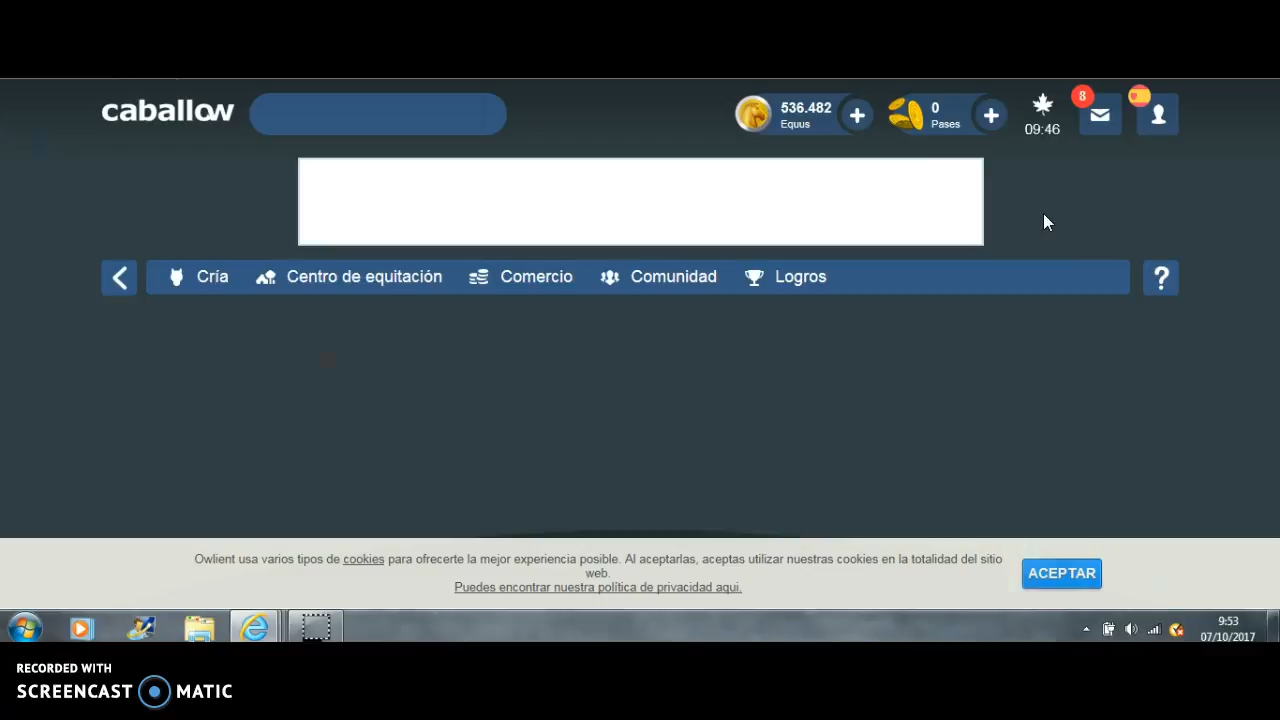 caballow
536.482
Equus
0
Pases
09:46
8
Cría
Centro de equitación
Comercio
Comunidad
Logros
?
Owlient usa varios tipos de cookies para ofrecerte la mejor experiencia posible. Al aceptarlas, aceptas utilizar nuestras cookies en la totalidad del sitio
web.
Puedes encontrar nuestra política de privacidad aqui.
ACEPTAR
9:53
07/10/2017
RECORDED WITH
SCREENCAST MATIC